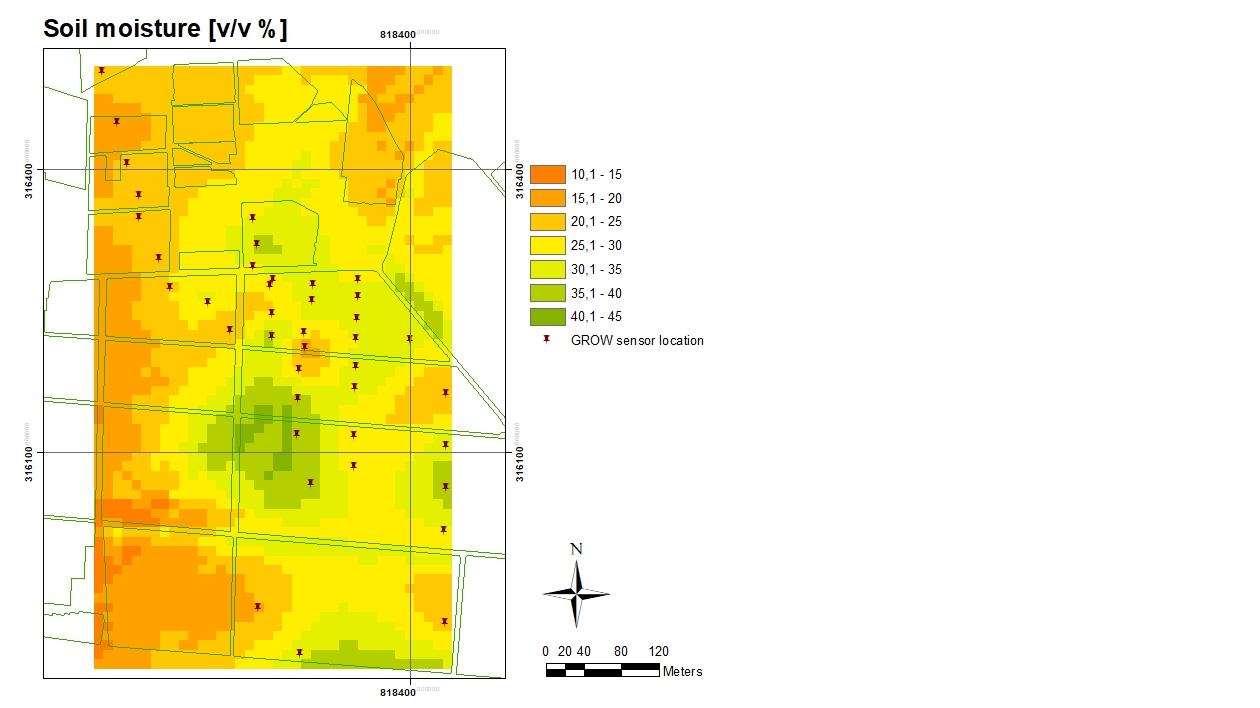 Soil moisture [v/v %]
818400
316400
316400
10,1 - 15
15,1 - 20
20,1 - 25
25,1 - 30
30,1 - 35
35,1 - 40
40,1 - 45
GROW sensor location
316100
316100
N
0 20 40 80 120
Meters
818400